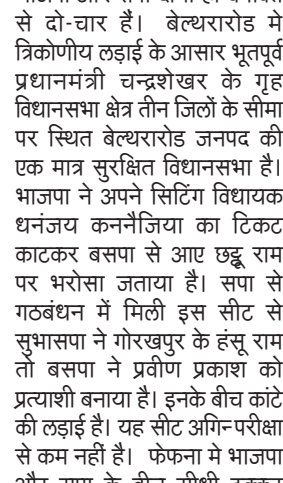 से दो-चार हैं। बेल्थरारोड मे
त्रिकोणीय लड़ाई के आसार भूतपूर्व
प्रधानमंत्री चन्द्रशेखर के गृह
विधानसभा क्षेत्र तीन जिलों के सीमा
पर स्थित बेल्थरारोड जनपद की
एक मात्र सुरक्षित विधानसभा है।
भाजपा ने अपने सिटिंग विधायक
धनंजय कननैजिया का टिकट
काटकर बसपा से आए छट्ठू राम
पर भरोसा जताया है। सपा से
गठबंधन में मिली इस सीट से
सुभासपा ने गोरखपुर के हंसू राम
तो बसपा ने प्रवीण प्रकाश को
प्रत्याशी बनाया है। इनके बीच कांटे
की लड़ाई है। यह सीट अगिन्परीक्षा
से कम नहीं है। फेफना मे भाजपा